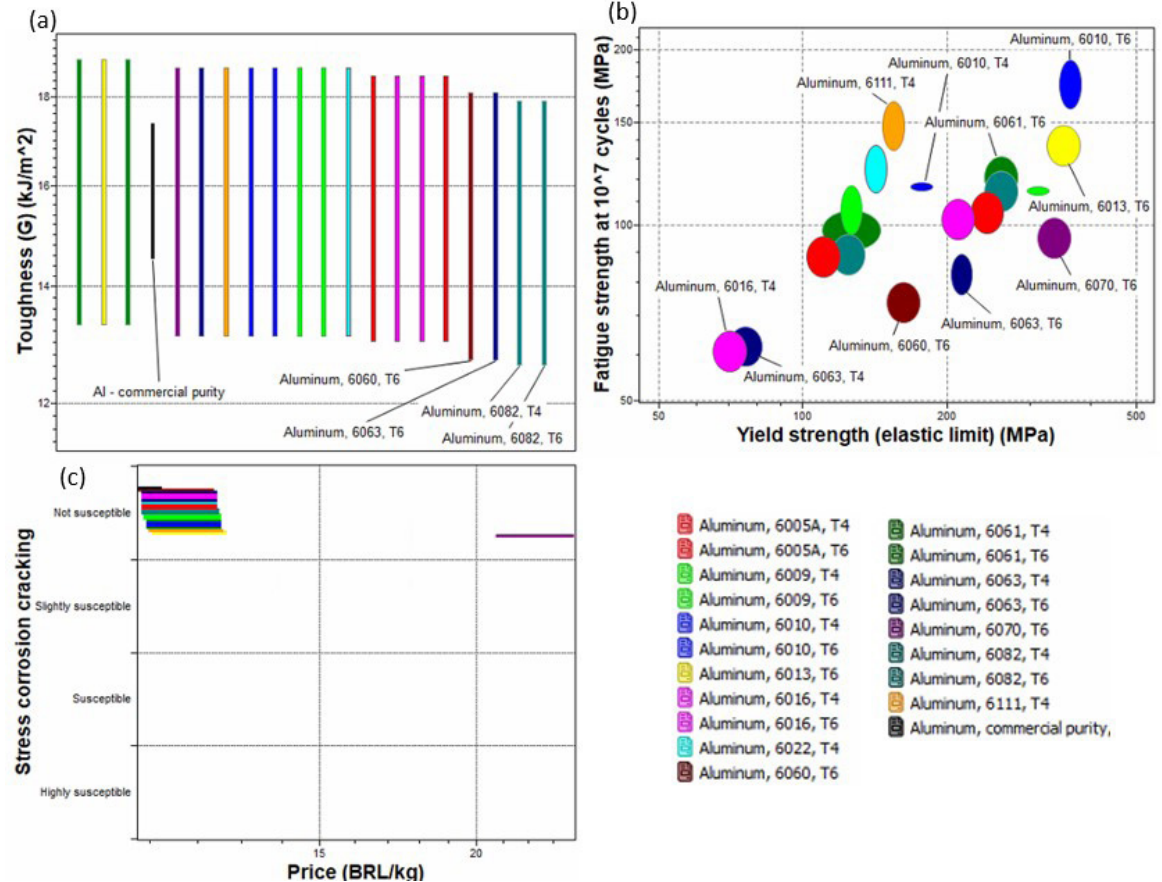 (a)
Toughness (G) (kJ/m^2)
18
16
14
12
Al - commercial purity
Aluminum, 6060, T6
Aluminum, 6063, T6
Aluminum, 6082, T4
Aluminum, 6082, T6
(b)
Fatigue strength at 10^7 cycles (MPa)
200
150
100
50
Aluminum, 6010, T6
Aluminum, 6010, T4
Aluminum, 6111, T4
Aluminum, 6061, T6
Aluminum, 6013, T6
Aluminum, 6070, T6
Aluminum, 6016, T4
Aluminum, 6063, T6
Aluminum, 6060, T6
Aluminum, 6063, T4
50
100
200
500
Yield strength (elastic limit) (MPa)
(c)
Stress corrosion cracking
Not susceptible
Slightly susceptible
Susceptible
Highly susceptible
15
20
Price (BRL/kg)
Aluminum, 6005A, T4
Aluminum, 6005A, T6
Aluminum, 6009, T4
Aluminum, 6009, T6
Aluminum, 6010, T4
Aluminum, 6010, T6
Aluminum, 6013, T6
Aluminum, 6016, T4
Aluminum, 6016, T6
Aluminum, 6022, T4
Aluminum, 6060, T6
Aluminum, 6061, T4
Aluminum, 6061, T6
Aluminum, 6063, T4
Aluminum, 6063, T6
Aluminum, 6070, T6
Aluminum, 6082, T4
Aluminum, 6082, T6
Aluminum, 6111, T4
Aluminum, commercial purity,